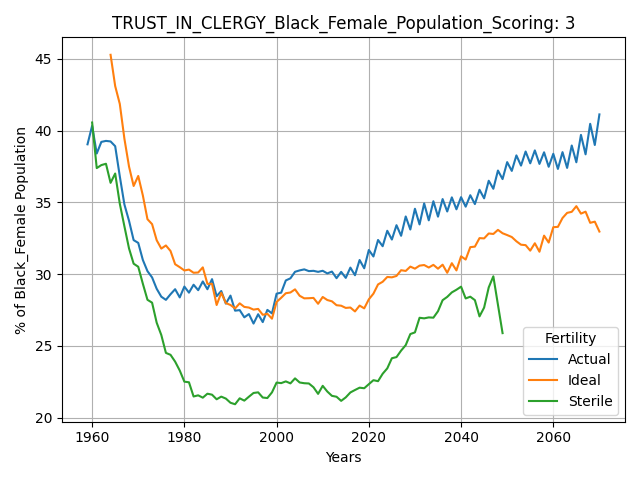 TRUST_IN_CLERGY_Black_Female_Population_Scoring: 3
% of Black_Female Population
45
40
35
30
25
20
1960
1980
2000
2020
2040
2060
Years
Fertility
Actual
Ideal
Sterile